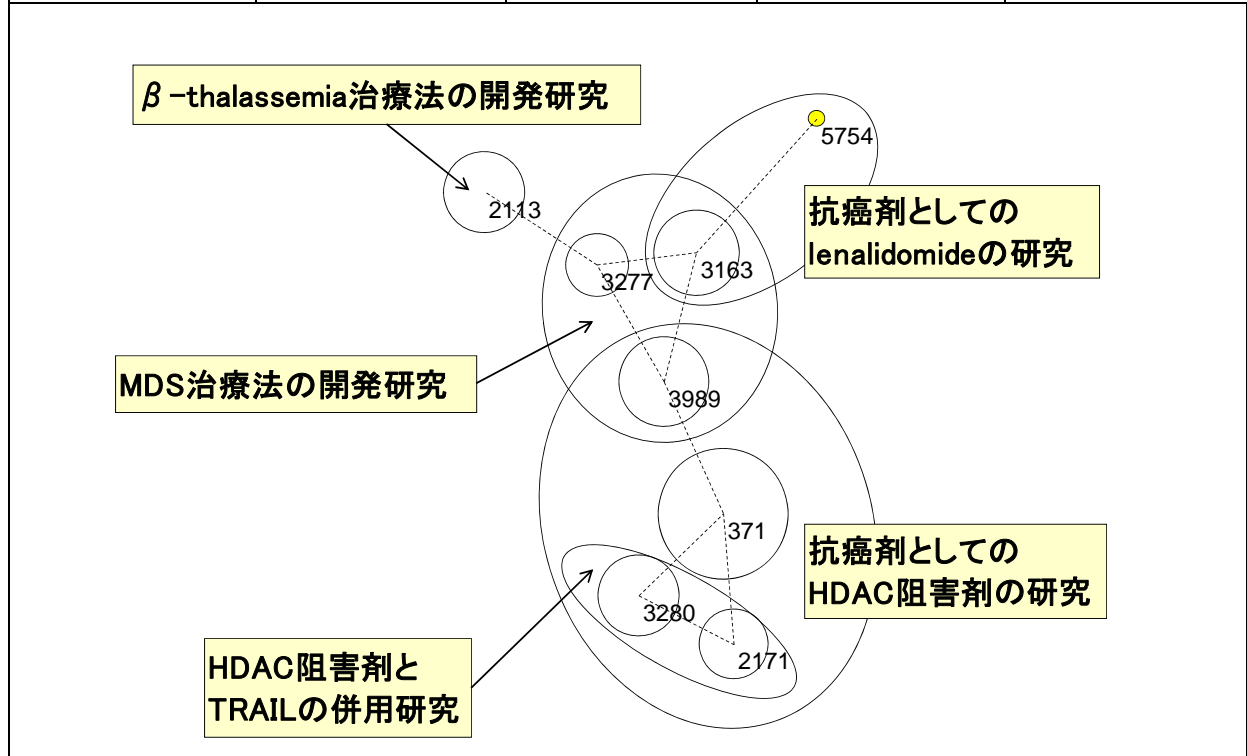 β-thalassemia治療法の開発研究
5754
2113
抗癌剤としての
lenalidomideの研究
3163
3277
MDS治療法の開発研究
3989
371
抗癌剤としての
HDAC阻害剤の研究
3280
2171
HDAC阻害剤と
TRAILの併用研究